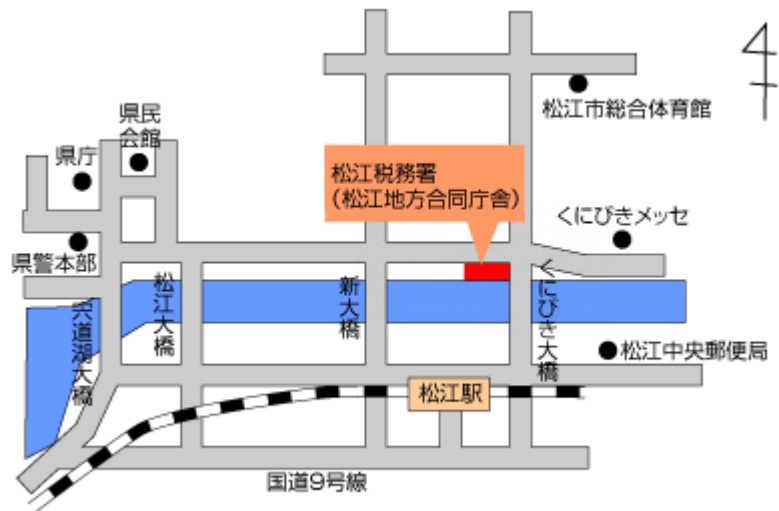 松江市総合体育館
県民
会館
県庁
松江税務署
(松江地方合同庁舎)
くにびきメッセ
県警本部
宍道湖大橋
松江大橋
新大橋
くにびき大橋
松江中央郵便局
松江駅
国道9号線